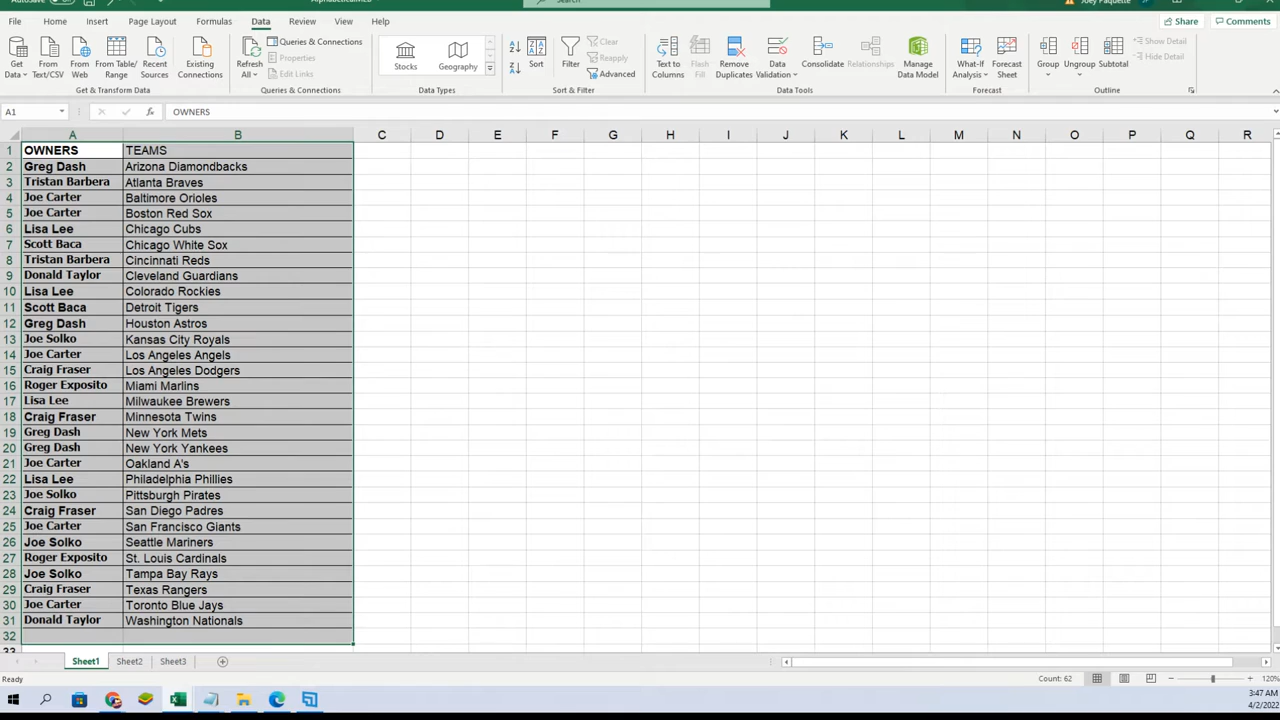 AutoSave Off
AlphabeticalMLB
Search
Joey Paquette
File Home Insert Page Layout Formulas Data Review View Help
Share Comments
Get Data From Text/CSV From Web From Table/Range Recent Sources Existing Connections
Get & Transform Data
Refresh All Queries & Connections Properties Edit Links
Queries & Connections
Stocks Geography
Data Types
Sort Filter Clear Reapply Advanced
Sort & Filter
Text to Columns Flash Fill Remove Duplicates Data Validation Consolidate Relationships Manage Data Model
Data Tools
What-If Analysis Forecast Sheet
Forecast
Group Ungroup Subtotal Show Detail Hide Detail
Outline
A1 fx OWNERS
A B C D E F G H I J K L M N O P Q R
1 OWNERS TEAMS
2 Greg Dash Arizona Diamondbacks
3 Tristan Barbera Atlanta Braves
4 Joe Carter Baltimore Orioles
5 Joe Carter Boston Red Sox
6 Lisa Lee Chicago Cubs
7 Scott Baca Chicago White Sox
8 Tristan Barbera Cincinnati Reds
9 Donald Taylor Cleveland Guardians
10 Lisa Lee Colorado Rockies
11 Scott Baca Detroit Tigers
12 Greg Dash Houston Astros
13 Joe Solko Kansas City Royals
14 Joe Carter Los Angeles Angels
15 Craig Fraser Los Angeles Dodgers
16 Roger Exposito Miami Marlins
17 Lisa Lee Milwaukee Brewers
18 Craig Fraser Minnesota Twins
19 Greg Dash New York Mets
20 Greg Dash New York Yankees
21 Joe Carter Oakland A's
22 Lisa Lee Philadelphia Phillies
23 Joe Solko Pittsburgh Pirates
24 Craig Fraser San Diego Padres
25 Joe Carter San Francisco Giants
26 Joe Solko Seattle Mariners
27 Roger Exposito St. Louis Cardinals
28 Joe Solko Tampa Bay Rays
29 Craig Fraser Texas Rangers
30 Joe Carter Toronto Blue Jays
31 Donald Taylor Washington Nationals
32
33
Sheet1 Sheet2 Sheet3
Ready Count: 62 120%
3:47 AM
4/2/2022